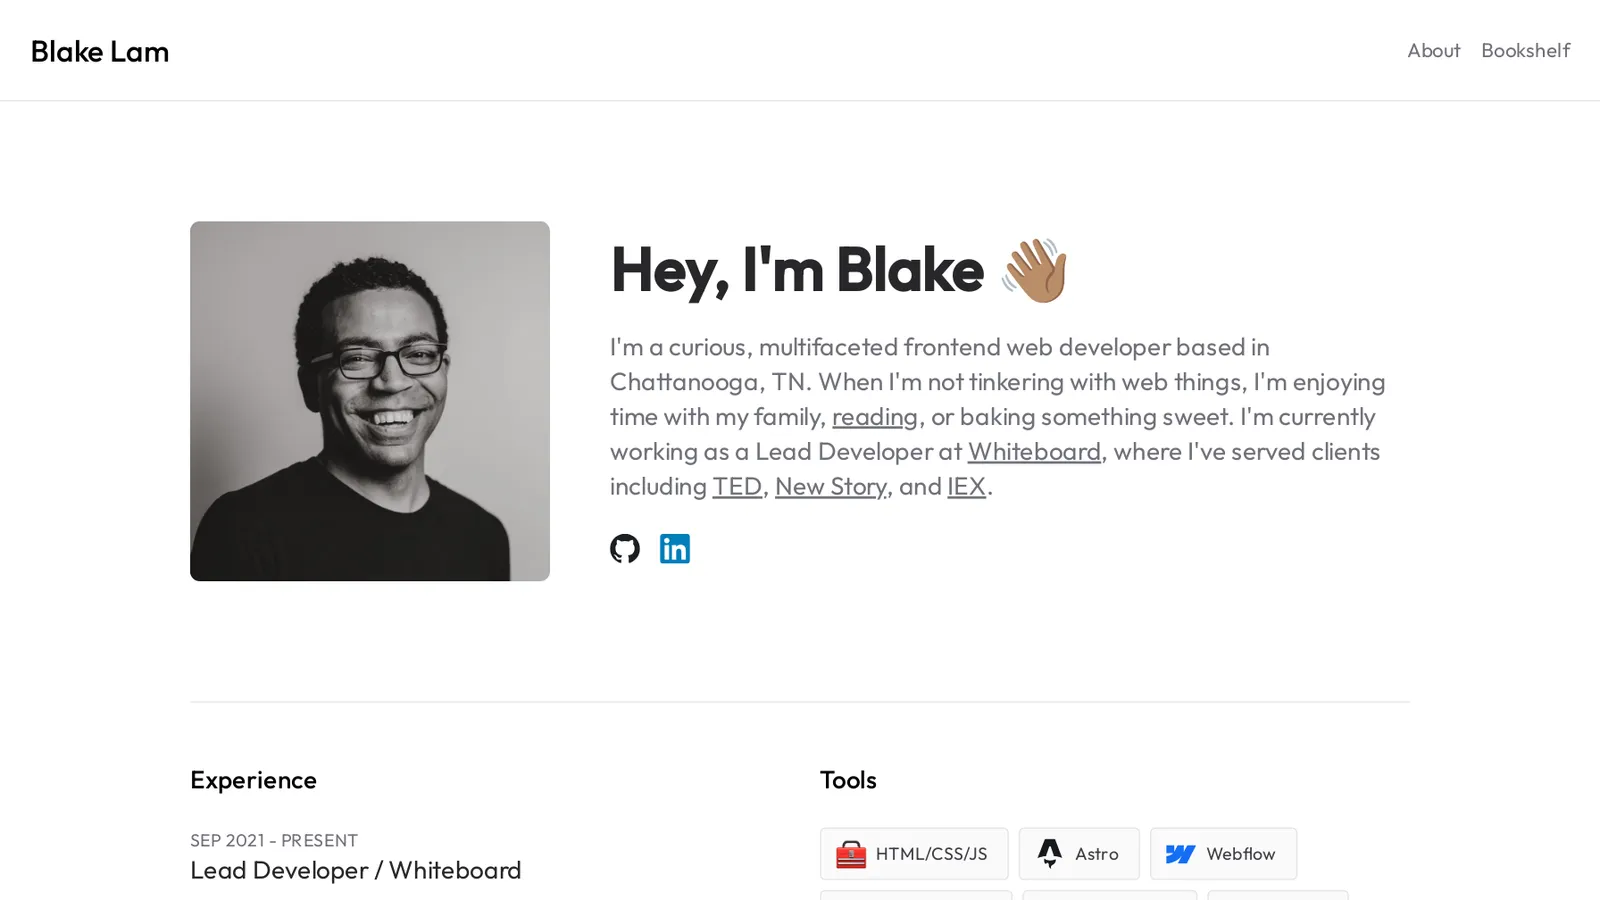 Blake Lam
About
Bookshelf
Hey, I'm Blake 👋🏽
I'm a curious, multifaceted frontend web developer based in
Chattanooga, TN. When I'm not tinkering with web things, I'm enjoying
time with my family, reading, or baking something sweet. I'm currently
working as a Lead Developer at Whiteboard, where I've served clients
including TED, New Story, and IEX.
in
Experience
SEP 2021 - PRESENT
Lead Developer / Whiteboard
Tools
HTML/CSS/JS
Astro
Webflow